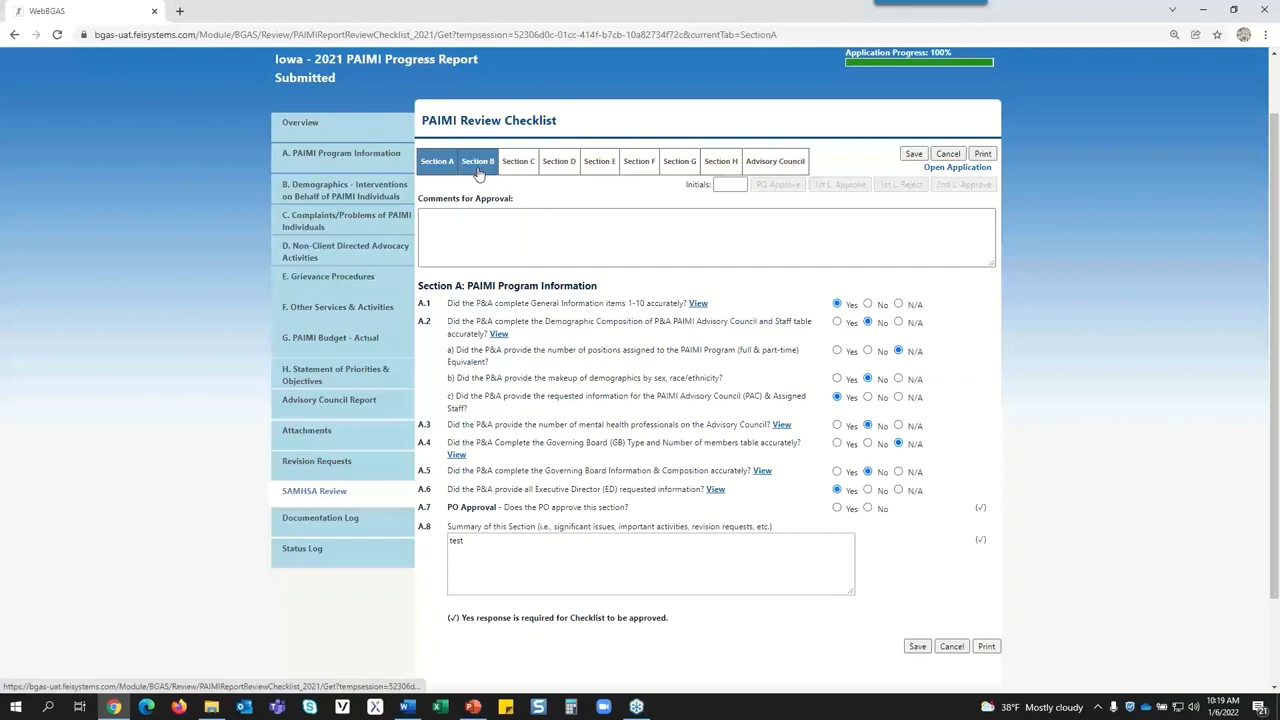 WebBGAS
bgas-uat.feisystems.com/Module/BGAS/Review/PAIMIReportReviewChecklist_2021/Get?tempsession=52306d0c-01cc-414f-b7cb-10a82734f72c&currentTab=SectionA
Iowa - 2021 PAIMI Progress Report
Submitted
Application Progress: 100%
Overview
A. PAIMI Program Information
B. Demographics - Interventions
on Behalf of PAIMI Individuals
C. Complaints/Problems of PAIMI
Individuals
D. Non-Client Directed Advocacy
Activities
E. Grievance Procedures
F. Other Services & Activities
G. PAIMI Budget - Actual
H. Statement of Priorities &
Objectives
Advisory Council Report
Attachments
Revision Requests
SAMHSA Review
Documentation Log
Status Log
PAIMI Review Checklist
Section A Section B Section C Section D Section E Section F Section G Section H Advisory Council
Save Cancel Print
Open Application
Initials: PO Approve 1st L. Approve 1st L. Reject 2nd L. Approve
Comments for Approval:
Section A: PAIMI Program Information
A.1 Did the P&A complete General Information items 1-10 accurately? View Yes No N/A
A.2 Did the P&A complete the Demographic Composition of P&A PAIMI Advisory Council and Staff table Yes No N/A
accurately? View
a) Did the P&A provide the number of positions assigned to the PAIMI Program (full & part-time) Yes No N/A
Equivalent?
b) Did the P&A provide the makeup of demographics by sex, race/ethnicity? Yes No N/A
c) Did the P&A provide the requested information for the PAIMI Advisory Council (PAC) & Assigned Yes No N/A
Staff?
A.3 Did the P&A provide the number of mental health professionals on the Advisory Council? View Yes No N/A
A.4 Did the P&A Complete the Governing Board (GB) Type and Number of members table accurately? Yes No N/A
View
A.5 Did the P&A complete the Governing Board Information & Composition accurately? View Yes No N/A
A.6 Did the P&A provide all Executive Director (ED) requested information? View Yes No N/A
A.7 PO Approval - Does the PO approve this section? Yes No (✓)
A.8 Summary of this Section (i.e., significant issues, important activities, revision requests, etc.) (✓)
test
(✓) Yes response is required for Checklist to be approved.
Save Cancel Print
https://bgas-uat.feisystems.com/Module/BGAS/Review/PAIMIReportReviewChecklist_2021/Get?tempsession=52306d...
38°F Mostly cloudy
10:19 AM
1/6/2022